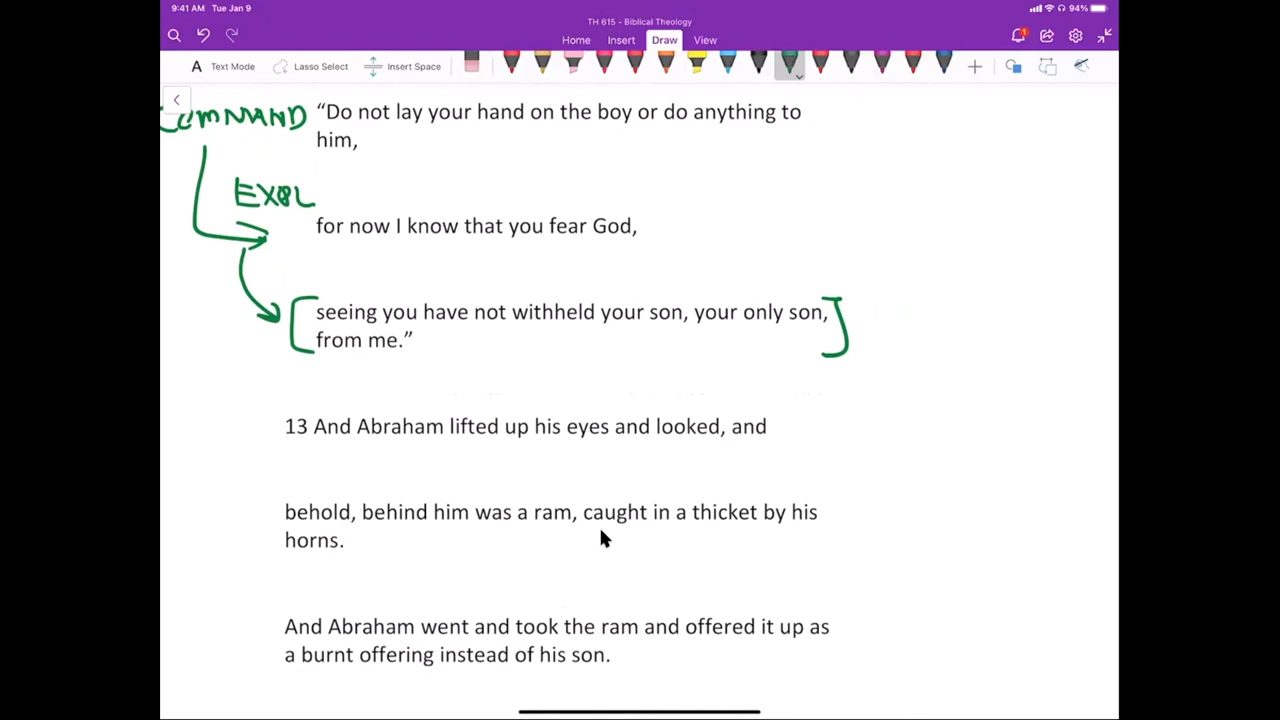 9:41 AM Tue Jan 9
94%
TH 615 - Biblical Theology
Home Insert Draw View
1
A Text Mode Lasso Select Insert Space
COMMAND “Do not lay your hand on the boy or do anything to
him,
EXPL
for now I know that you fear God,
[seeing you have not withheld your son, your only son,
from me.”]
13 And Abraham lifted up his eyes and looked, and
behold, behind him was a ram, caught in a thicket by his
horns.
And Abraham went and took the ram and offered it up as
a burnt offering instead of his son.